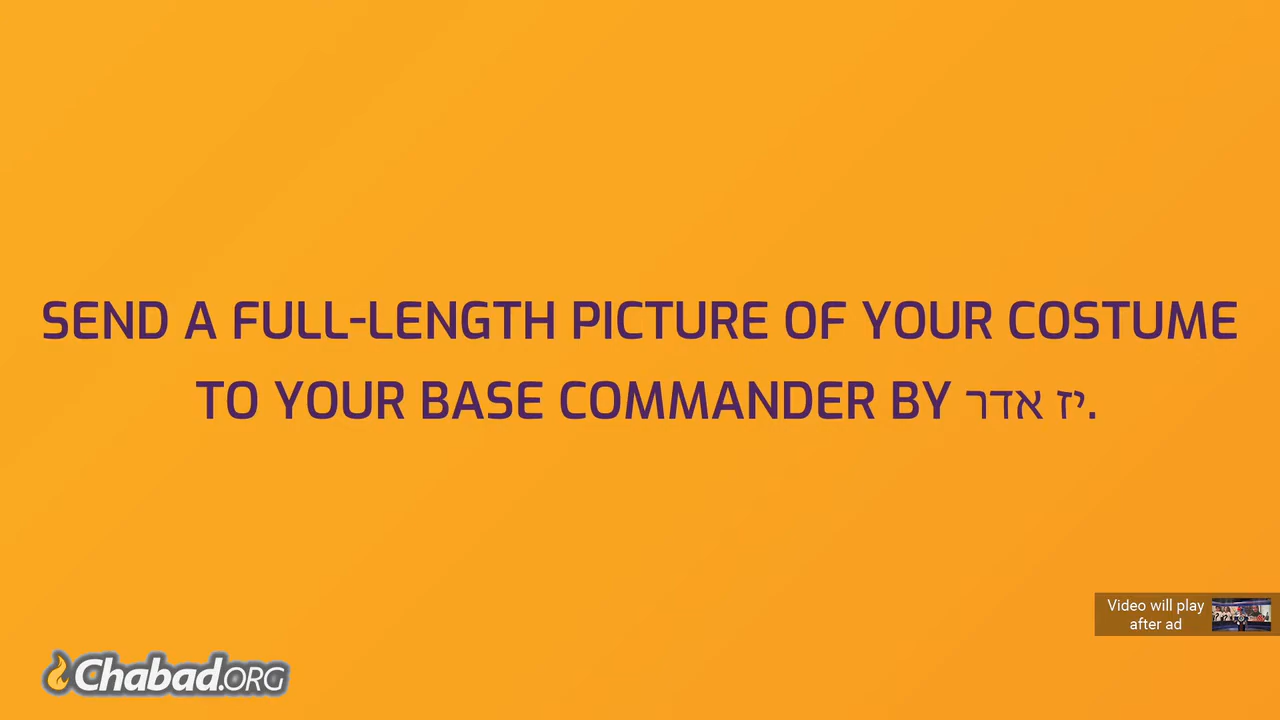 SEND A FULL-LENGTH PICTURE OF YOUR COSTUME
TO YOUR BASE COMMANDER BY יז אדר.
Video will play
after ad
Chabad.ORG